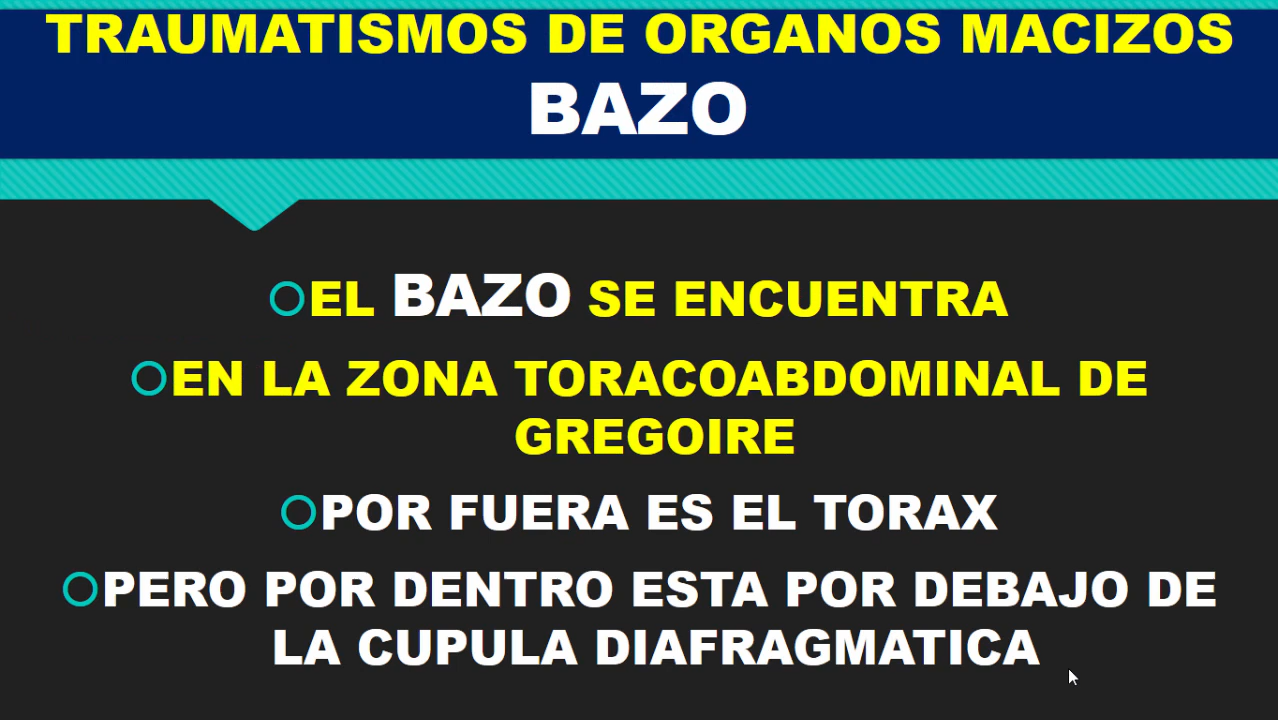 TRAUMATISMOS DE ORGANOS MACIZOS
BAZO
EL BAZO SE ENCUENTRA
EN LA ZONA TORACOABDOMINAL DE
GREGOIRE
POR FUERA ES EL TORAX
PERO POR DENTRO ESTA POR DEBAJO DE
LA CUPULA DIAFRAGMATICA